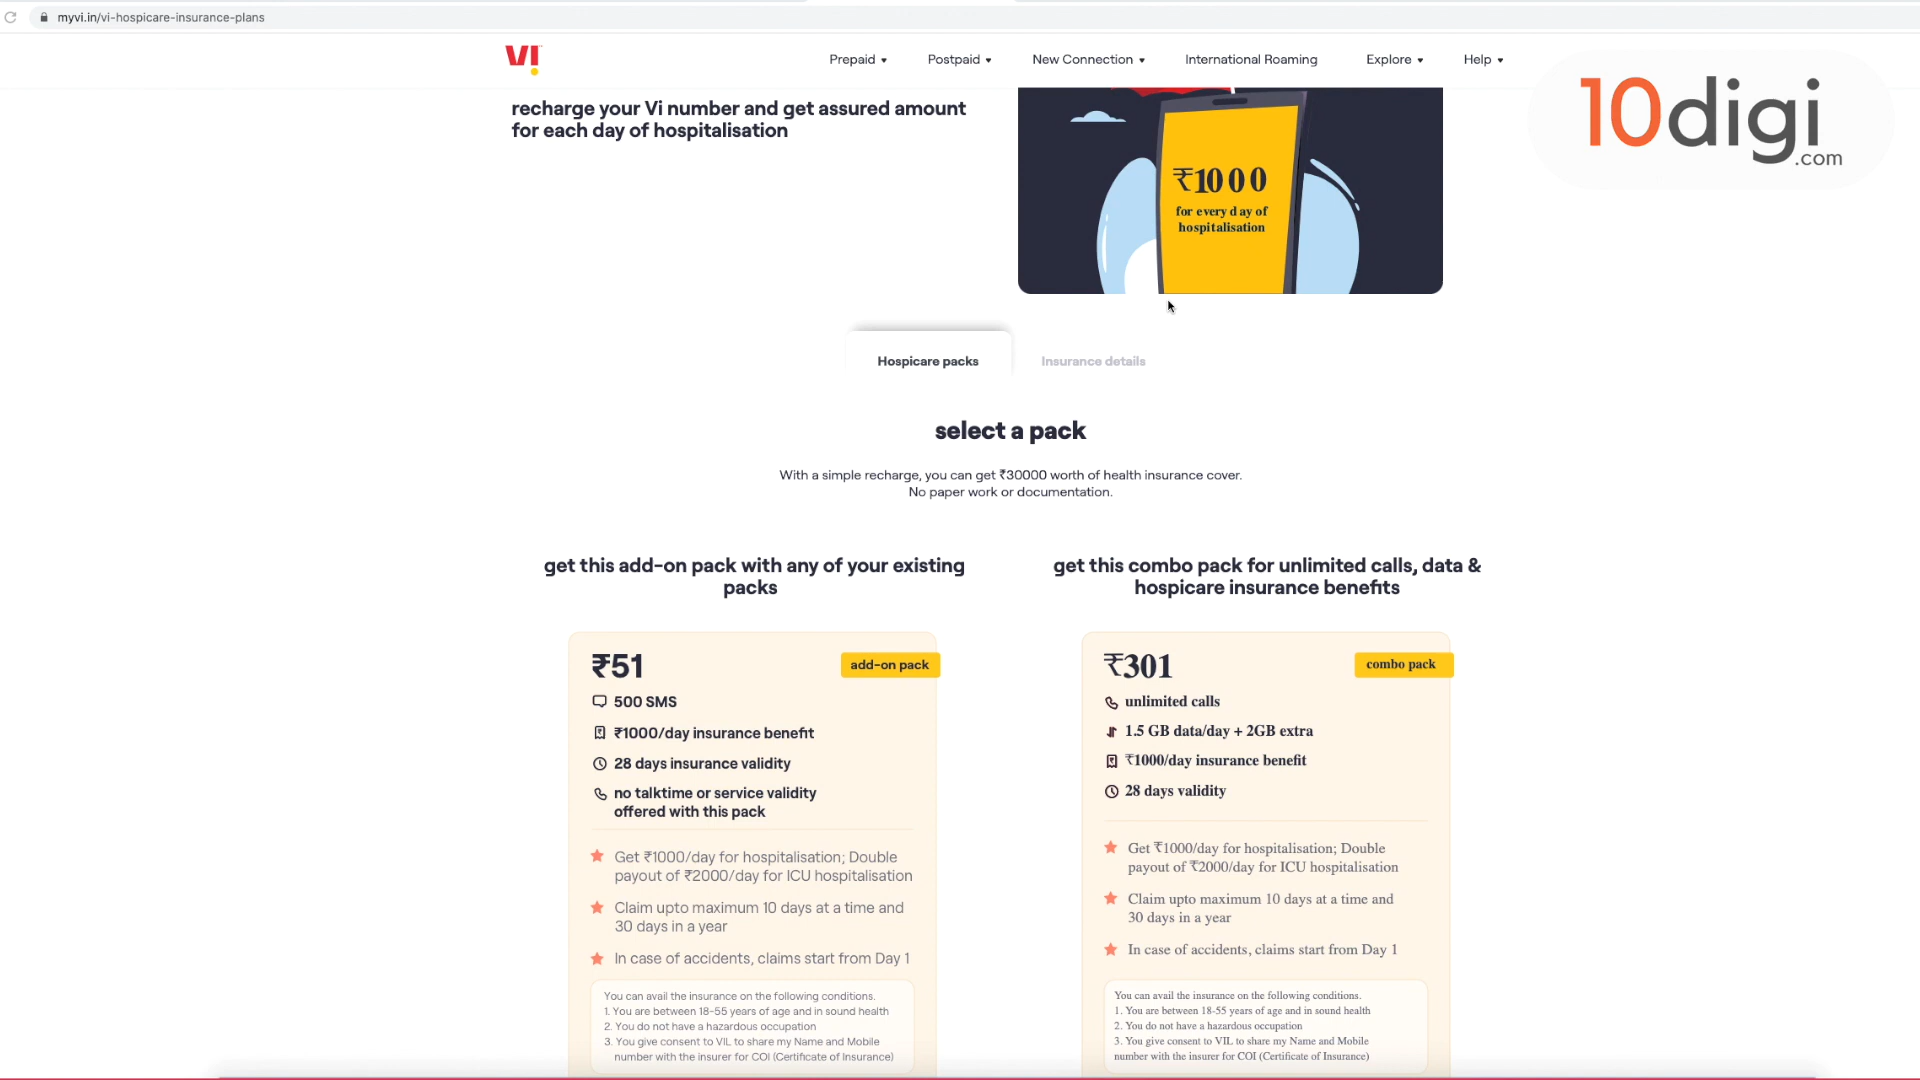 myvi.in/vi-hospicare-insurance-plans
VI
Prepaid
Postpaid
New Connection
International Roaming
Explore
Help
10digi
.com
recharge your Vi number and get assured amount
for each day of hospitalisation
₹1000
for every day of
hospitalisation
Hospicare packs
Insurance details
select a pack
With a simple recharge, you can get ₹30000 worth of health insurance cover.
No paper work or documentation.
get this add-on pack with any of your existing
packs
₹51
add-on pack
500 SMS
₹1000/day insurance benefit
28 days insurance validity
no talktime or service validity
offered with this pack
Get ₹1000/day for hospitalisation; Double
payout of ₹2000/day for ICU hospitalisation
Claim upto maximum 10 days at a time and
30 days in a year
In case of accidents, claims start from Day 1
You can avail the insurance on the following conditions.
1. You are between 18-55 years of age and in sound health
2. You do not have a hazardous occupation
3. You give consent to VIL to share my Name and Mobile
number with the insurer for COI (Certificate of Insurance)
get this combo pack for unlimited calls, data &
hospicare insurance benefits
₹301
combo pack
unlimited calls
1.5 GB data/day + 2GB extra
₹1000/day insurance benefit
28 days validity
Get ₹1000/day for hospitalisation; Double
payout of ₹2000/day for ICU hospitalisation
Claim upto maximum 10 days at a time and
30 days in a year
In case of accidents, claims start from Day 1
You can avail the insurance on the following conditions.
1. You are between 18-55 years of age and in sound health
2. You do not have a hazardous occupation
3. You give consent to VIL to share my Name and Mobile
number with the insurer for COI (Certificate of Insurance)